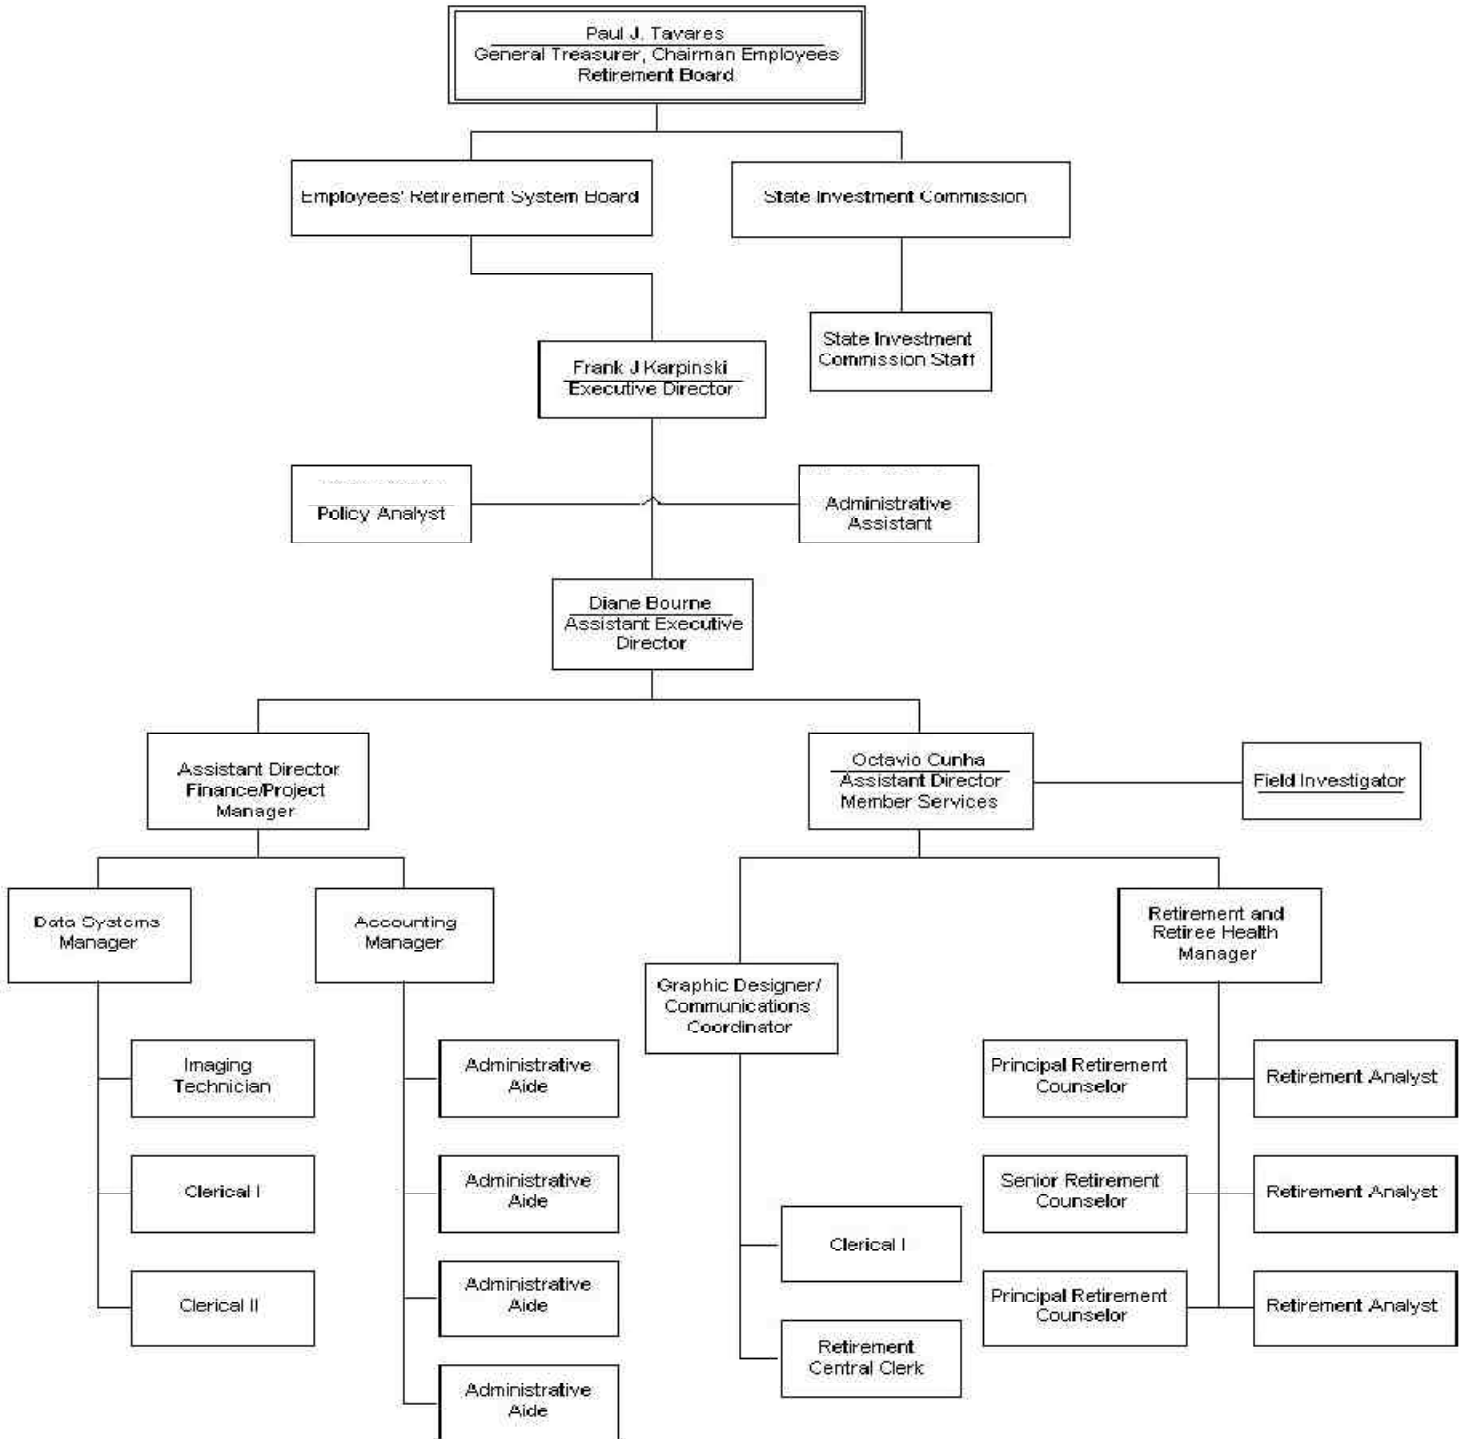 Paul J. Tavares
General Treasurer, Chairman Employees
Retirement Board
Employees' Retirement System Board
State Investment Commission
State Investment
Commission Staff
Frank J Karpinski
Executive Director
Policy Analyst
Administrative
Assistant
Diane Bourne
Assistant Executive
Director
Assistant Director
Finance/Project
Manager
Octavio Cunha
Assistant Director
Member Services
Field Investigator
Data Systems
Manager
Accounting
Manager
Graphic Designer/
Communications
Coordinator
Retirement and
Retiree Health
Manager
Imaging
Technician
Clerical I
Clerical II
Administrative
Aide
Administrative
Aide
Administrative
Aide
Administrative
Aide
Clerical I
Retirement
Central Clerk
Principal Retirement
Counselor
Retirement Analyst
Senior Retirement
Counselor
Retirement Analyst
Principal Retirement
Counselor
Retirement Analyst